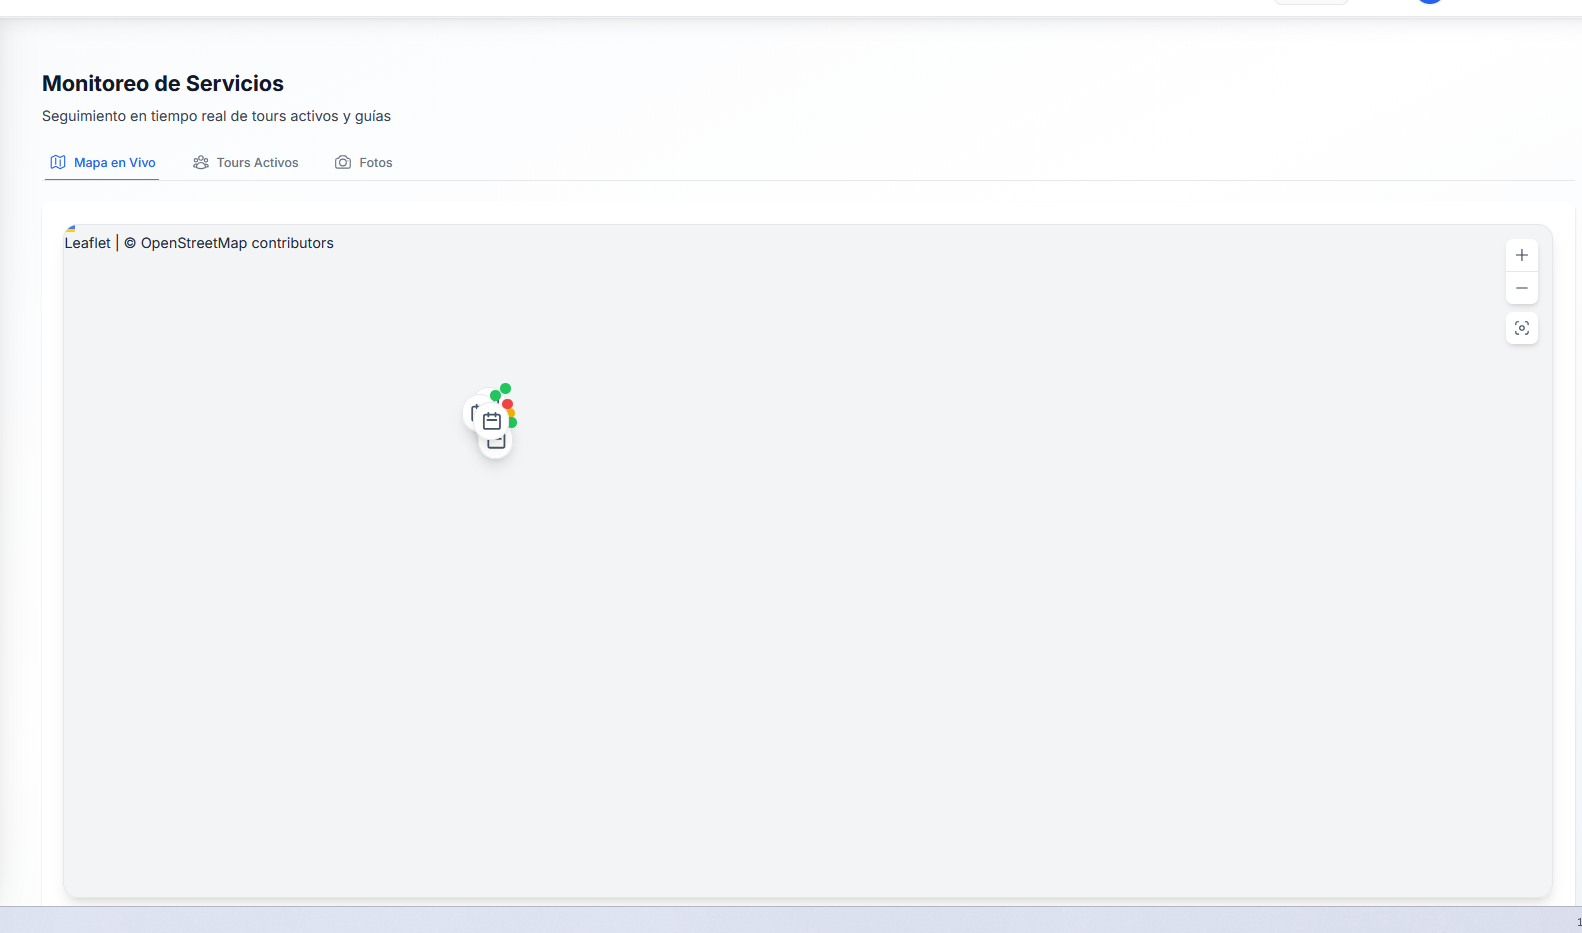 Monitoreo de Servicios
Seguimiento en tiempo real de tours activos y guías
Mapa en Vivo
Tours Activos
Fotos
Leaflet | © OpenStreetMap contributors